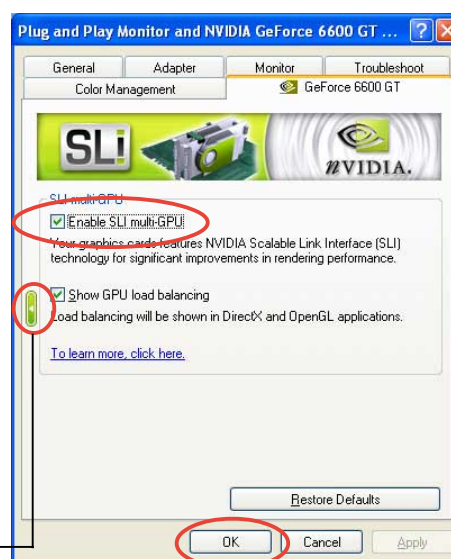 Plug and Play Monitor and NVIDIA GeForce 6600 GT ...
General Adapter Monitor Troubleshoot
Color Management GeForce 6600 GT
SLI
NVIDIA.
SLI multi-GPU
Enable SLI multi-GPU
Your graphics cards features NVIDIA Scalable Link Interface (SLI)
technology for significant improvements in rendering performance.
Show GPU load balancing
Load balancing will be shown in DirectX and OpenGL applications.
To learn more, click here.
Restore Defaults
OK Cancel Apply